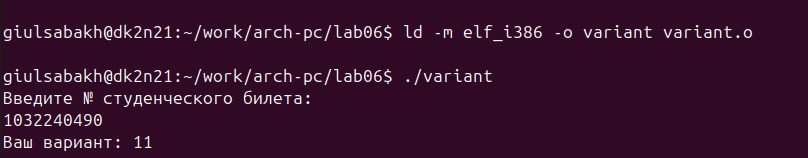 giulsabakh@dk2n21:~/work/arch-pc/lab06$ ld -m elf_i386 -o variant variant.o
giulsabakh@dk2n21:~/work/arch-pc/lab06$ ./variant
Введите № студенческого билета:
1032240490
Ваш вариант: 11